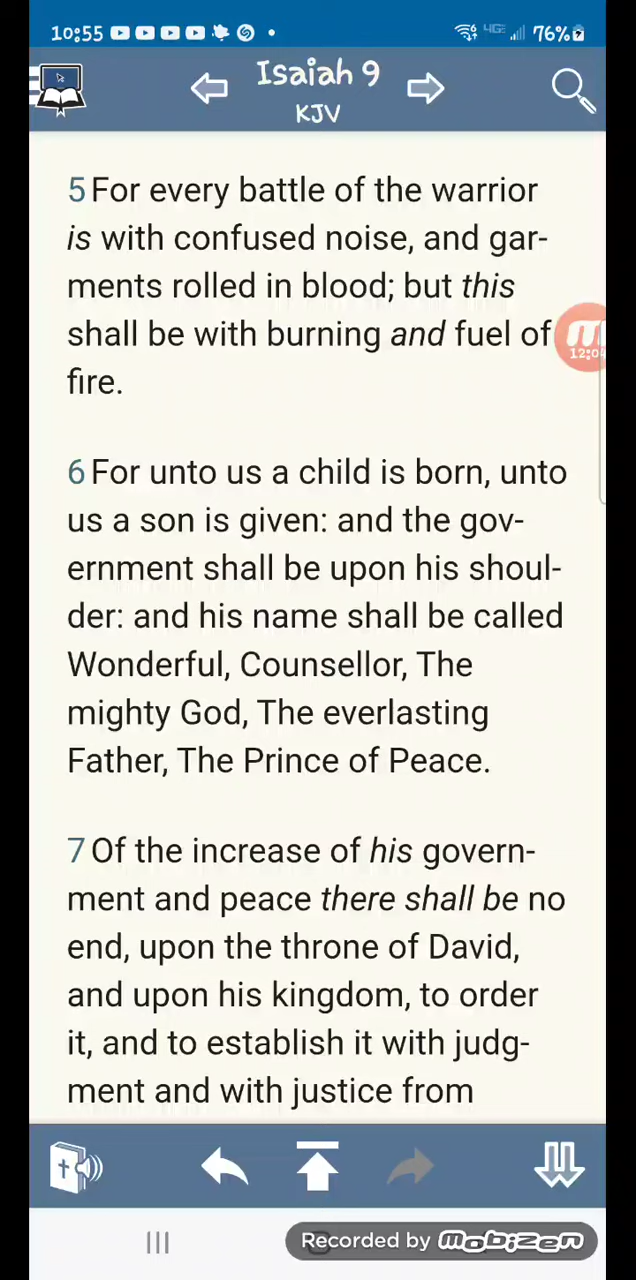 10:55 76%
Isaiah 9
KJV
5 For every battle of the warrior
is with confused noise, and gar-
ments rolled in blood; but this
shall be with burning and fuel of
fire.
12:04
6 For unto us a child is born, unto
us a son is given: and the gov-
ernment shall be upon his shoul-
der: and his name shall be called
Wonderful, Counsellor, The
mighty God, The everlasting
Father, The Prince of Peace.
7 Of the increase of his govern-
ment and peace there shall be no
end, upon the throne of David,
and upon his kingdom, to order
it, and to establish it with judg-
ment and with justice from
Recorded by mobizen